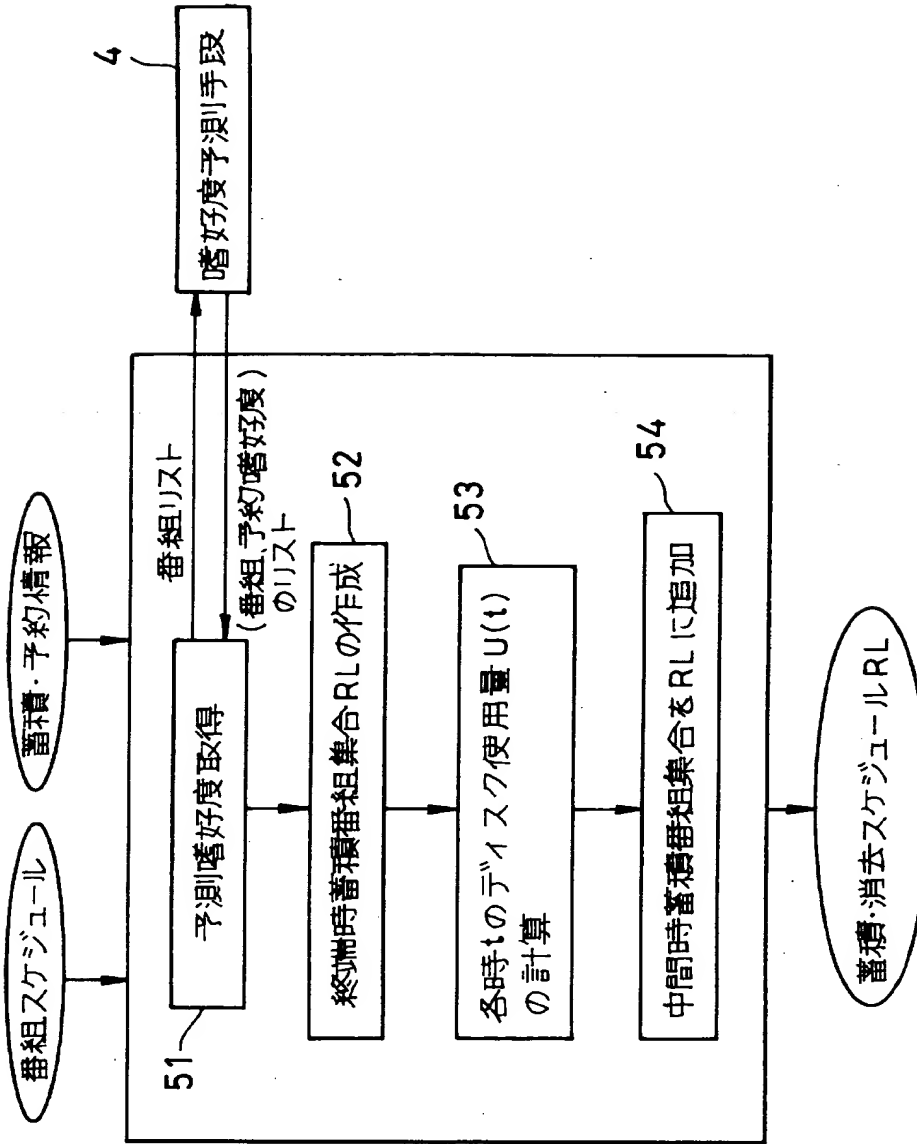 番組スケジュール
蓄積・予約情報
番組リスト
4
嗜好度予測手段
51
予測嗜好度取得
(番組、予約嗜好度)
のリスト
52
終端時蓄積番組集合RLの作成
53
各時tのディスク使用量U(t)
の計算
54
中間時蓄積番組集合をRLに追加
蓄積・消去スケジュールRL